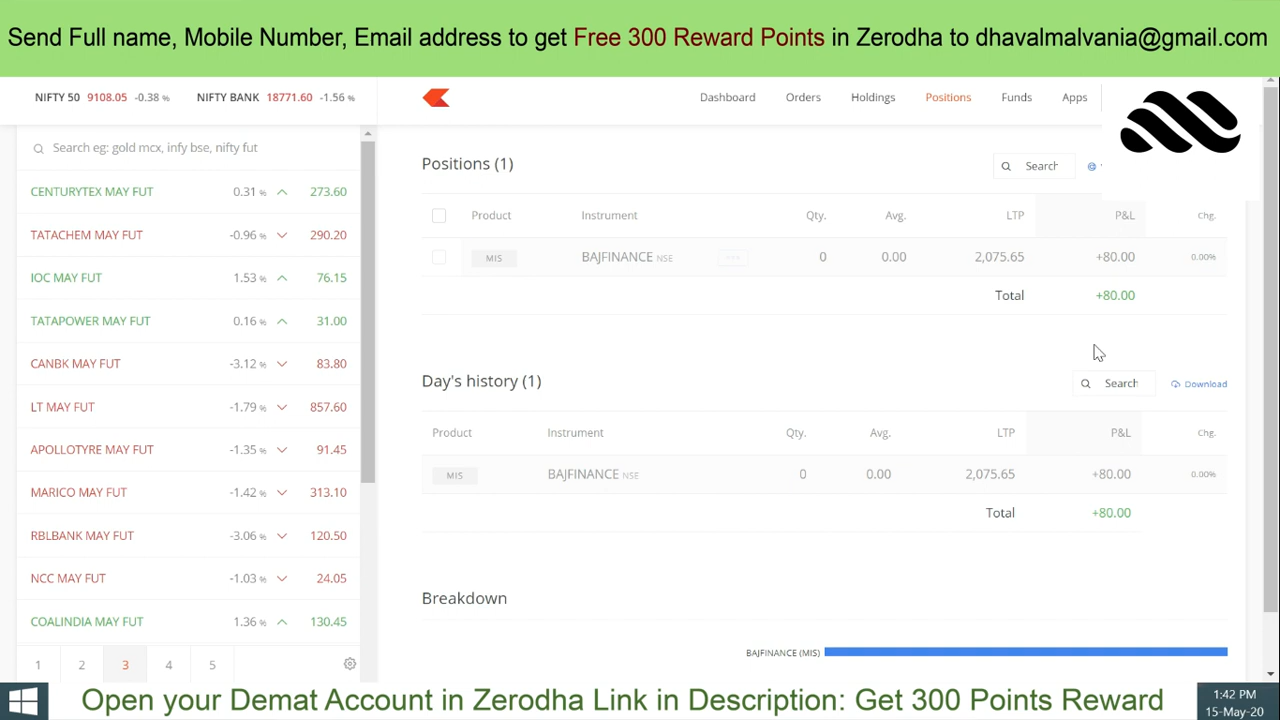 Send Full name, Mobile Number, Email address to get Free 300 Reward Points in Zerodha to dhavalmalvania@gmail.com
NIFTY 50 9108.05 -0.38 % NIFTY BANK 18771.60 -1.56 %
Dashboard Orders Holdings Positions Funds Apps
Search eg: gold mcx, infy bse, nifty fut
CENTURYTEX MAY FUT 0.31 % 273.60
TATACHEM MAY FUT -0.96 % 290.20
IOC MAY FUT 1.53 % 76.15
TATAPOWER MAY FUT 0.16 % 31.00
CANBK MAY FUT -3.12 % 83.80
LT MAY FUT -1.79 % 857.60
APOLLOTYRE MAY FUT -1.35 % 91.45
MARICO MAY FUT -1.42 % 313.10
RBLBANK MAY FUT -3.06 % 120.50
NCC MAY FUT -1.03 % 24.05
COALINDIA MAY FUT 1.36 % 130.45
1 2 3 4 5
Positions (1)
Search
Product Instrument Qty. Avg. LTP P&L Chg.
MIS BAJFINANCE NSE 0 0.00 2,075.65 +80.00 0.00%
Total +80.00
Day's history (1)
Search Download
Product Instrument Qty. Avg. LTP P&L Chg.
MIS BAJFINANCE NSE 0 0.00 2,075.65 +80.00 0.00%
Total +80.00
Breakdown
BAJFINANCE (MIS)
Open your Demat Account in Zerodha Link in Description: Get 300 Points Reward
1:42 PM
15-May-20